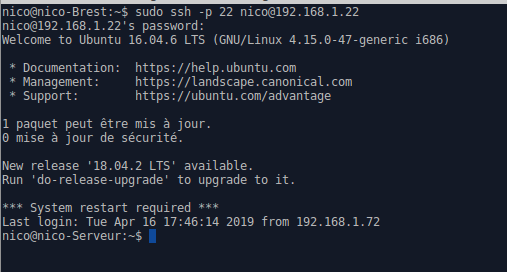 nico@nico-Brest:~$ sudo ssh -p 22 nico@192.168.1.22
nico@192.168.1.22's password:
Welcome to Ubuntu 16.04.6 LTS (GNU/Linux 4.15.0-47-generic i686)
* Documentation: https://help.ubuntu.com
* Management: https://landscape.canonical.com
* Support: https://ubuntu.com/advantage
1 paquet peut être mis à jour.
0 mise à jour de sécurité.
New release '18.04.2 LTS' available.
Run 'do-release-upgrade' to upgrade to it.
*** System restart required ***
Last login: Tue Apr 16 17:46:14 2019 from 192.168.1.72
nico@nico-Serveur:~$